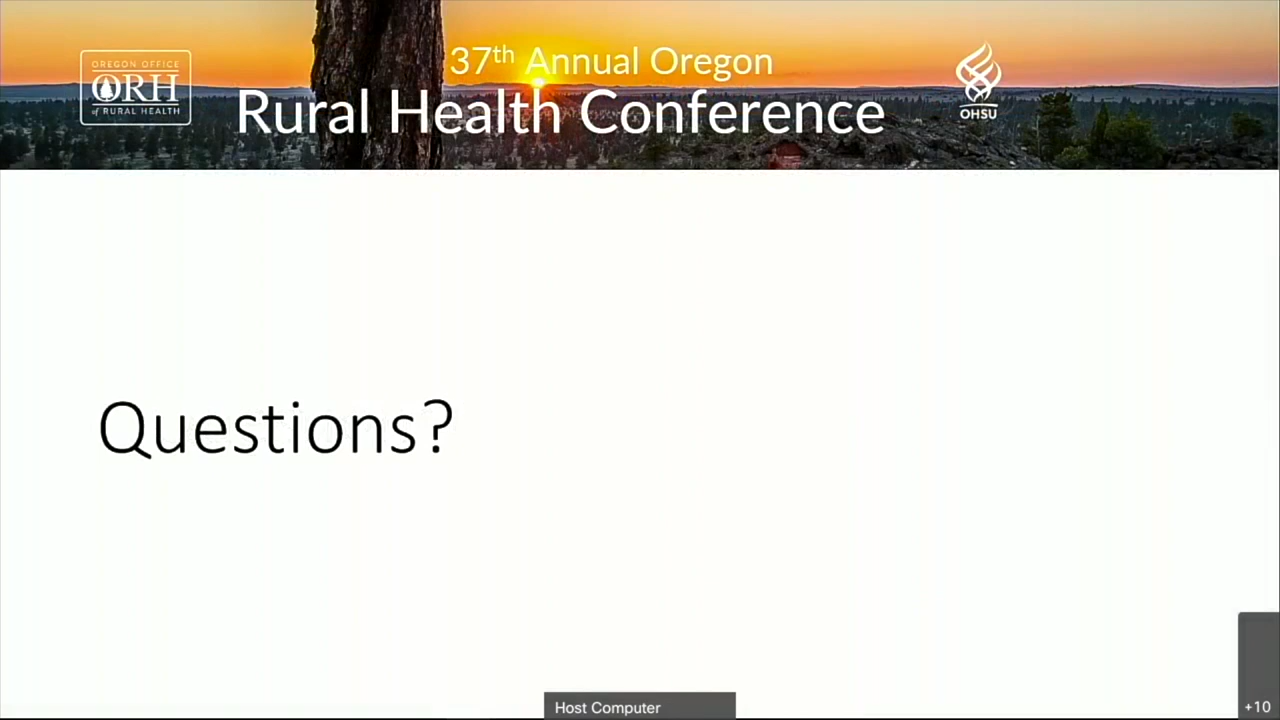 OREGON OFFICE
ORH
of RURAL HEALTH
37th Annual Oregon
Rural Health Conference
OHSU
Questions?
Host Computer
+10